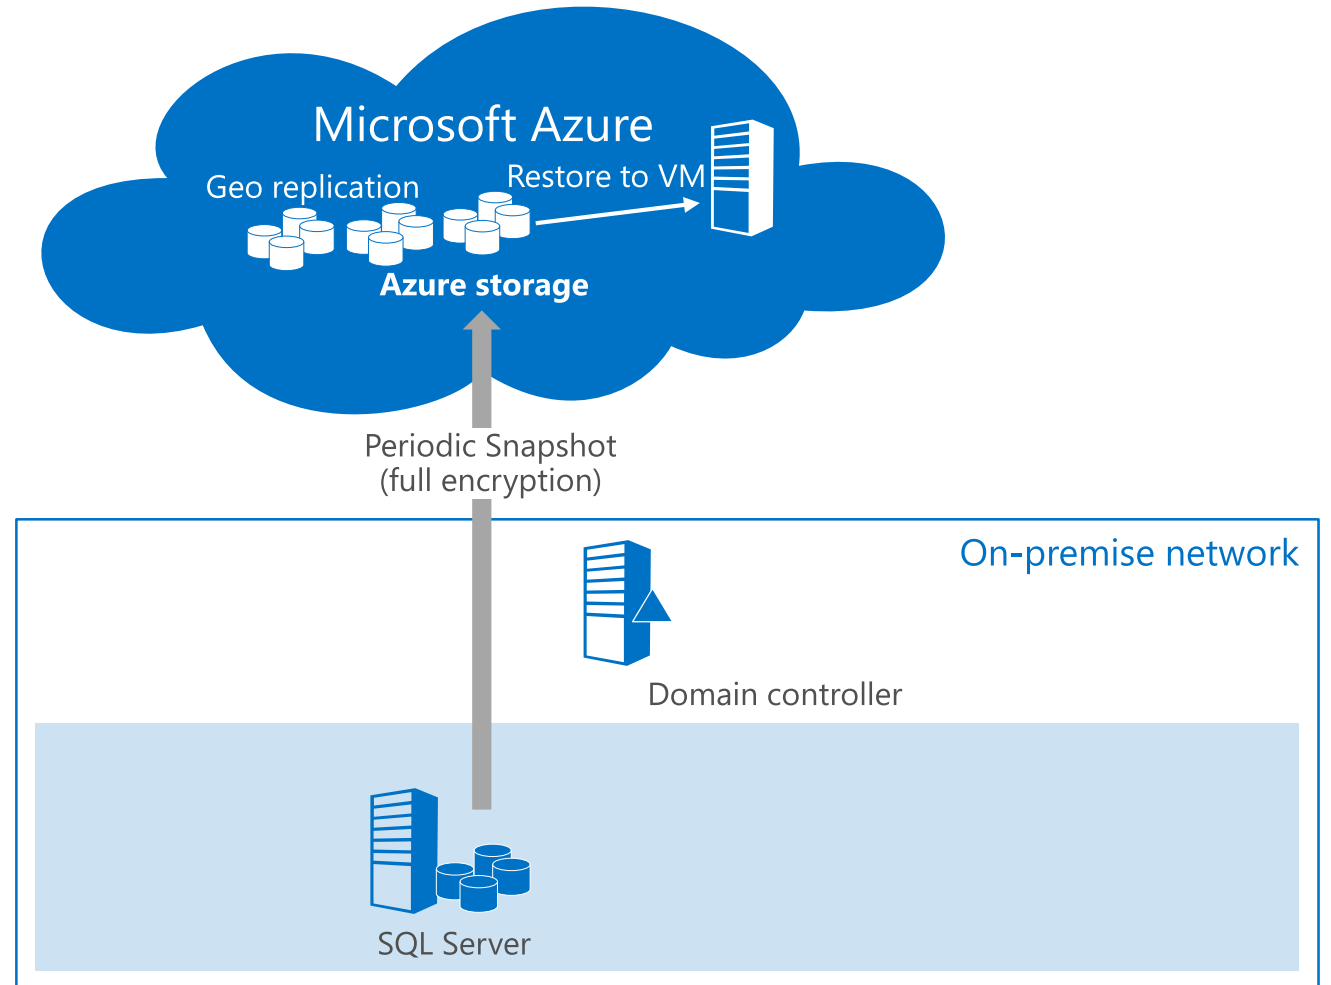 Microsoft Azure
Geo replication
Restore to VM
Azure storage
Periodic Snapshot
(full encryption)
On-premise network
Domain controller
SQL Server